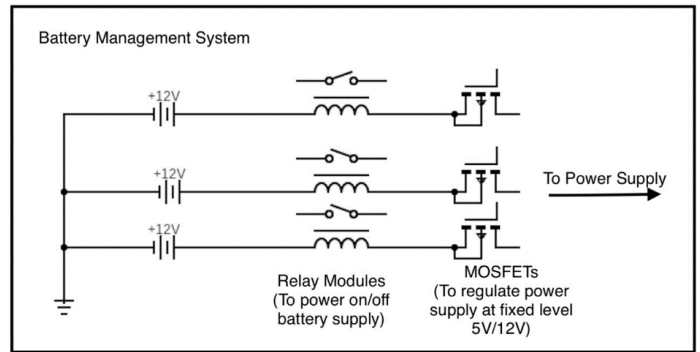 Battery Management System
+12V
+12V
To Power Supply
+12V
Relay Modules
(To power on/off
battery supply)
MOSFETs
(To regulate power
supply at fixed level
5V/12V)